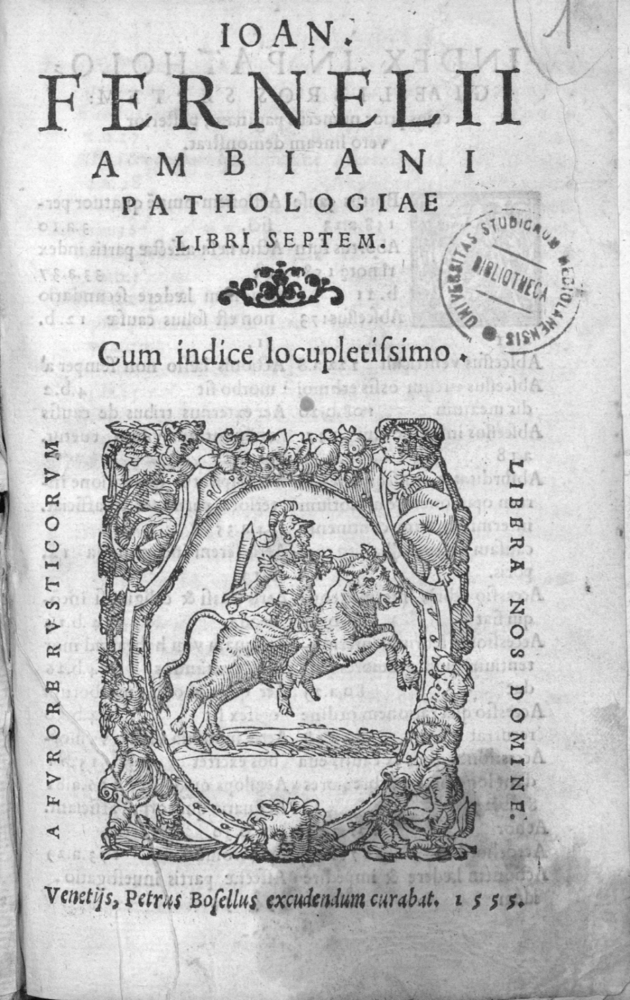 1
IOAN.
FERNELII
AMBIANI
PATHOLOGIAE
LIBRI SEPTEM.
VNIVERSITAS STUDIORUM MEDIOLANENSIS
BIBLIOTHECA
Cum indice locupletiſsimo.
A FVRORE RVSTICORVM
LIBERA NOS DOMINE.
Venetijs, Petrus Boſellus excudendum curabat. 1555.